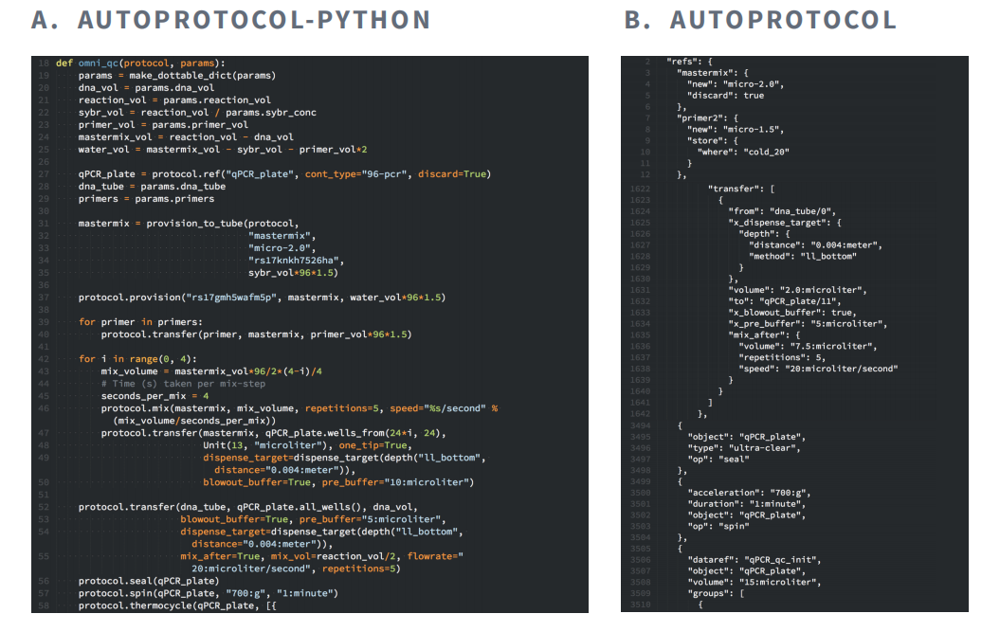 A. AUTOPROTOCOL-PYTHON
18 def omni_qc(protocol, params):
19 params = make_dottable_dict(params)
20 dna_vol = params.dna_vol
21 reaction_vol = params.reaction_vol
22 sybr_vol = reaction_vol / params.sybr_conc
23 primer_vol = params.primer_vol
24 mastermix_vol = reaction_vol - dna_vol
25 water_vol = mastermix_vol - sybr_vol - primer_vol*2
26
27 qPCR_plate = protocol.ref("qPCR_plate", cont_type="96-pcr", discard=True)
28 dna_tube = params.dna_tube
29 primers = params.primers
30
31 mastermix = provision_to_tube(protocol,
32 "mastermix",
33 "micro-2.0",
34 "rs17knkh7526ha",
35 sybr_vol*96*1.5)
36
37 protocol.provision("rs17gmh5wafm5p", mastermix, water_vol*96*1.5)
38
39 for primer in primers:
40 protocol.transfer(primer, mastermix, primer_vol*96*1.5)
41
42 for i in range(0, 4):
43 mix_volume = mastermix_vol*96/2*(4-i)/4
44 # Time (s) taken per mix-step
45 seconds_per_mix = 4
46 protocol.mix(mastermix, mix_volume, repetitions=5, speed="%s/second" %
(mix_volume/seconds_per_mix))
47 protocol.transfer(mastermix, qPCR_plate.wells_from(24*i, 24),
48 Unit(13, "microliter"), one_tip=True,
49 dispense_target=dispense_target(depth("ll_bottom",
distance="0.004:meter")),
50 blowout_buffer=True, pre_buffer="10:microliter")
51
52 protocol.transfer(dna_tube, qPCR_plate.all_wells(), dna_vol,
53 blowout_buffer=True, pre_buffer="5:microliter",
54 dispense_target=dispense_target(depth("ll_bottom",
distance="0.004:meter")),
55 mix_after=True, mix_vol=reaction_vol/2, flowrate="
20:microliter/second", repetitions=5)
56 protocol.seal(qPCR_plate)
57 protocol.spin(qPCR_plate, "700:g", "1:minute")
58 protocol.thermocycle(qPCR_plate, [{
B. AUTOPROTOCOL
2 "refs": {
3 "mastermix": {
4 "new": "micro-2.0",
5 "discard": true
6 },
7 "primer2": {
8 "new": "micro-1.5",
9 "store": {
10 "where": "cold_20"
11 }
12 },
1622 "transfer": [
1623 {
1624 "from": "dna_tube/0",
1625 "x_dispense_target": {
1626 "depth": {
1627 "distance": "0.004:meter",
1628 "method": "ll_bottom"
1629 }
1630 },
1631 "volume": "2.0:microliter",
1632 "to": "qPCR_plate/11",
1633 "x_blowout_buffer": true,
1634 "x_pre_buffer": "5:microliter",
1635 "mix_after": {
1636 "volume": "7.5:microliter",
1637 "repetitions": 5,
1638 "speed": "20:microliter/second"
1639 }
1640 }
1641 ]
1642 },
3494 {
3495 "object": "qPCR_plate",
3496 "type": "ultra-clear",
3497 "op": "seal"
3498 },
3499 {
3500 "acceleration": "700:g",
3501 "duration": "1:minute",
3502 "object": "qPCR_plate",
3503 "op": "spin"
3504 },
3505 {
3506 "dataref": "qPCR_qc_init",
3507 "object": "qPCR_plate",
3508 "volume": "15:microliter",
3509 "groups": [
3510 {